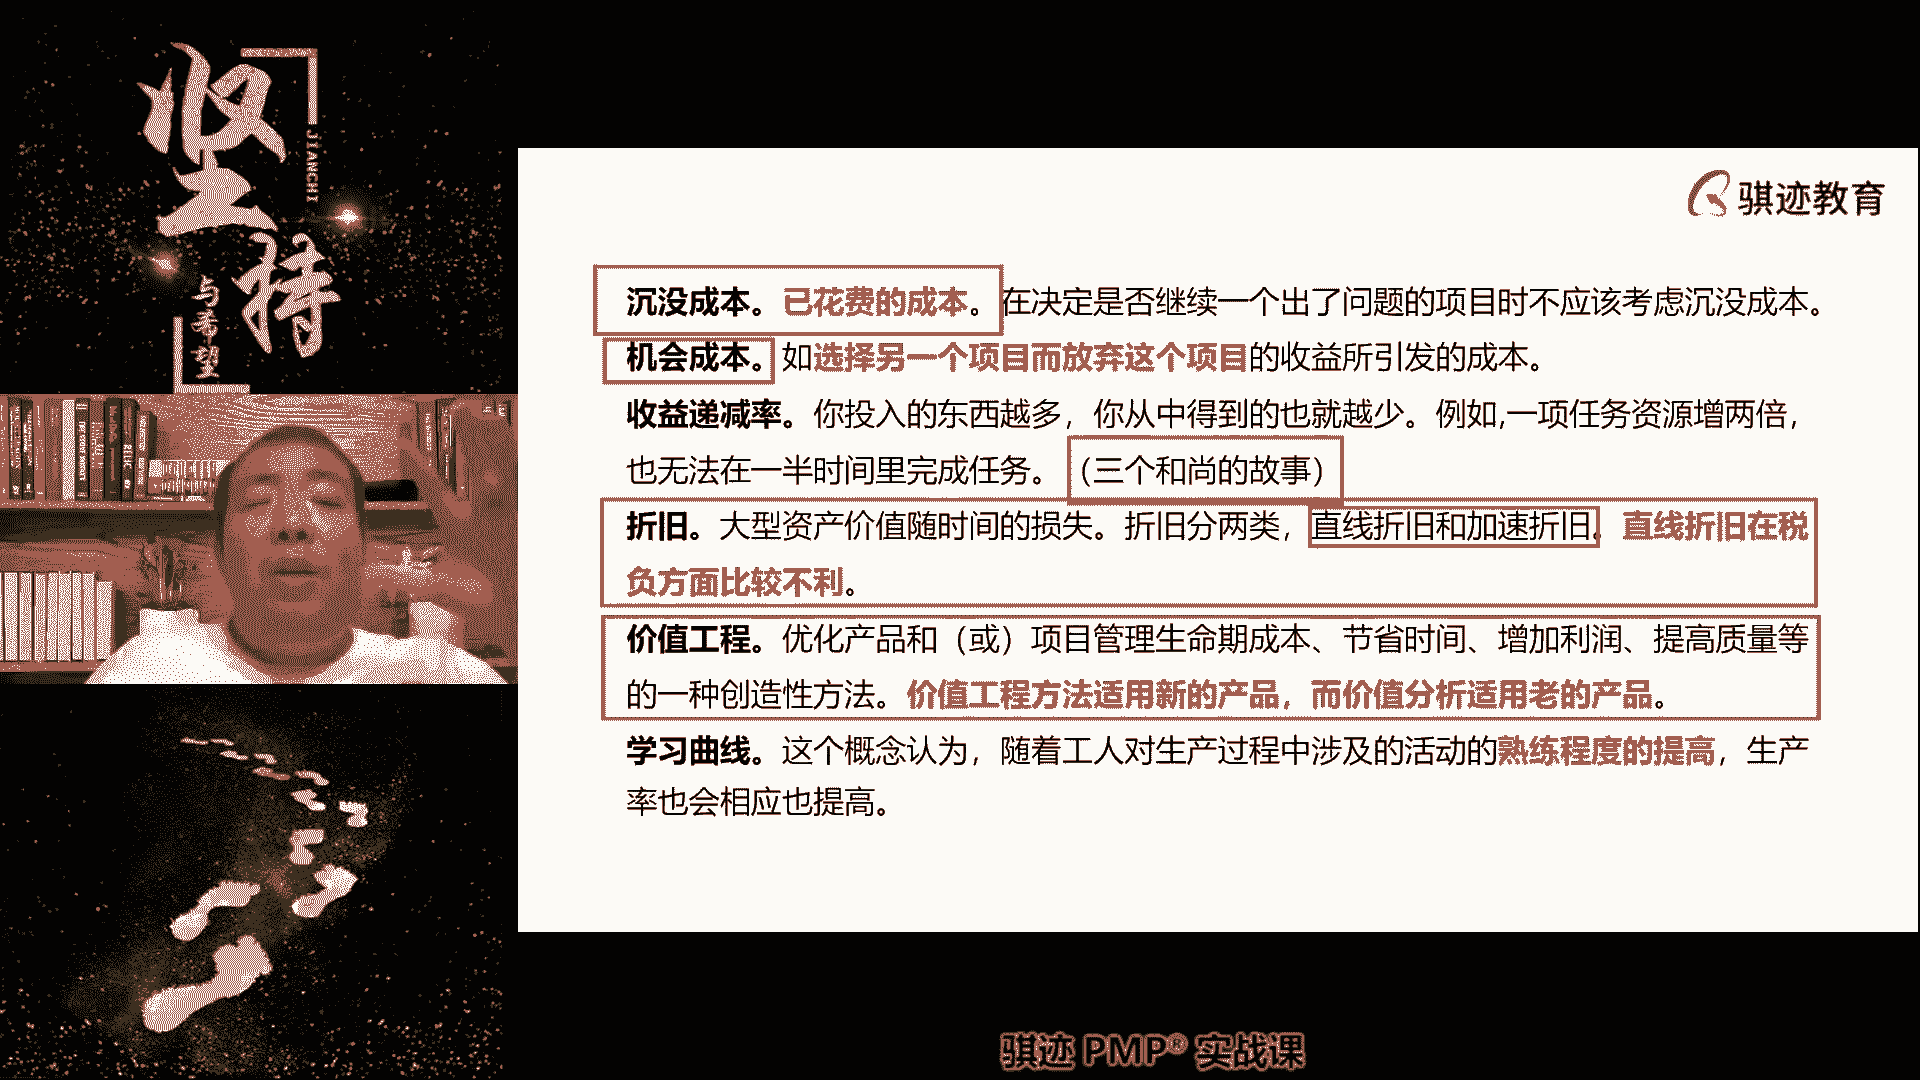 坚持
JIANCHI
与希望
骐迹教育
沉没成本。已花费的成本。在决定是否继续一个出了问题的项目时不应该考虑沉没成本。
机会成本。如选择另一个项目而放弃这个项目的收益所引发的成本。
收益递减率。你投入的东西越多，你从中得到的也就越少。例如,一项任务资源增两倍，
也无法在一半时间里完成任务。（三个和尚的故事）
折旧。大型资产价值随时间的损失。折旧分两类，直线折旧和加速折旧。直线折旧在税
负方面比较不利。
价值工程。优化产品和（或）项目管理生命期成本、节省时间、增加利润、提高质量等
的一种创造性方法。价值工程方法适用新的产品，而价值分析适用老的产品。
学习曲线。这个概念认为，随着工人对生产过程中涉及的活动的熟练程度的提高，生产
率也会相应也提高。
骐迹 PMP® 实战课